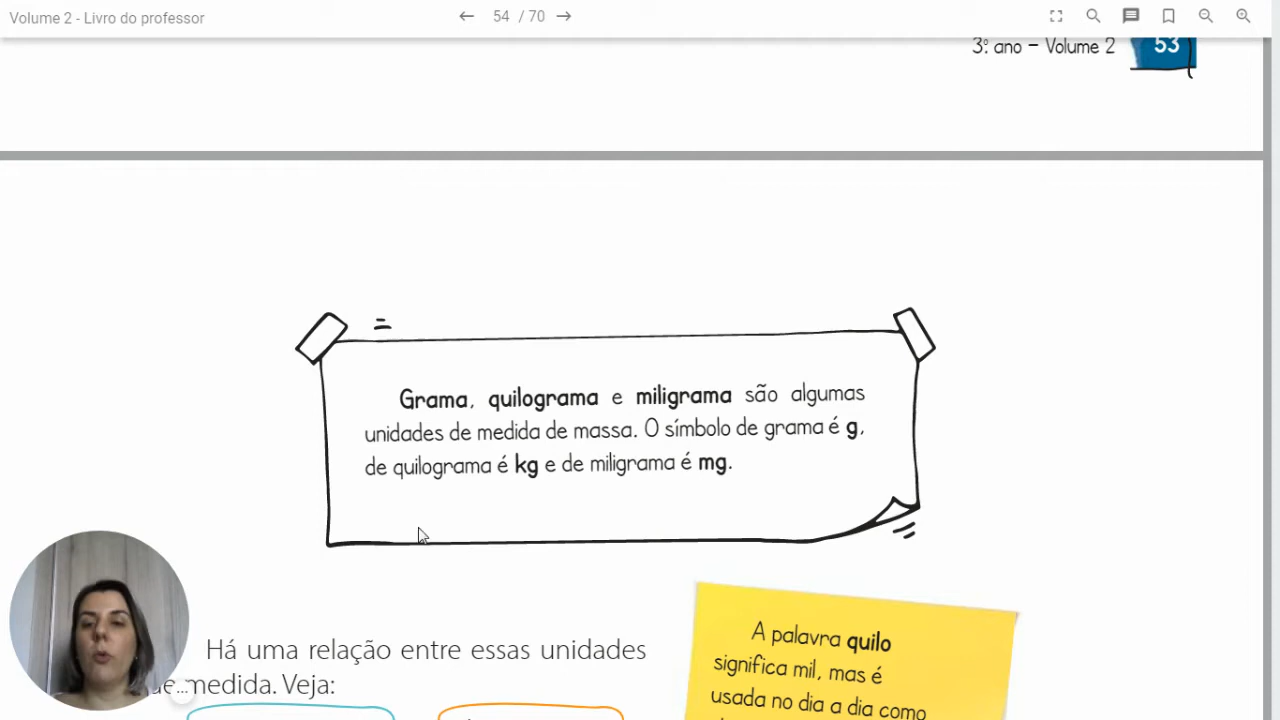 Volume 2 - Livro do professor
54 / 70
3º ano – Volume 2
53
Grama, quilograma e miligrama são algumas
unidades de medida de massa. O símbolo de grama é g,
de quilograma é kg e de miligrama é mg.
Há uma relação entre essas unidades
de medida. Veja:
A palavra quilo
significa mil, mas é
usada no dia a dia como